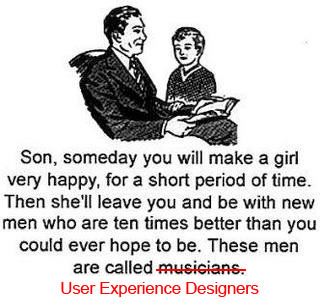 Son, someday you will make a girl
very happy, for a short period of time.
Then she'll leave you and be with new
men who are ten times better than you
could ever hope to be. These men
are called musicians.
User Experience Designers